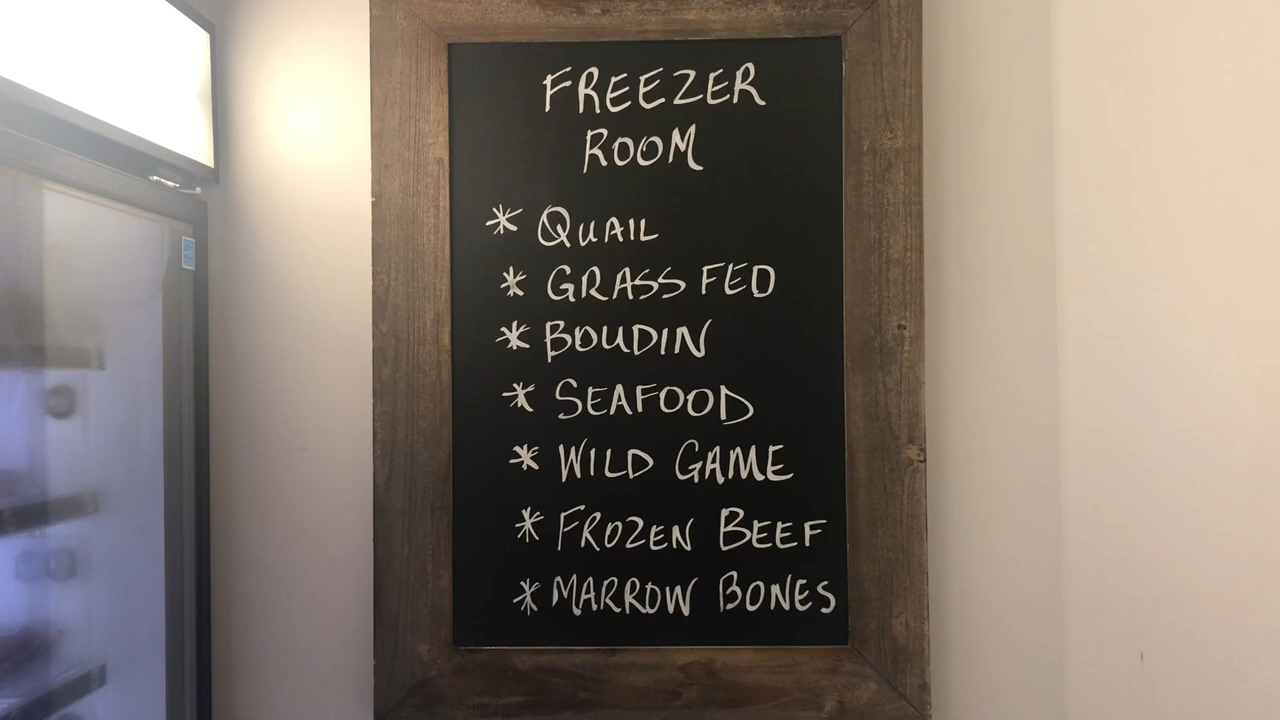 FREEZER
ROOM
* QUAIL
* GRASS FED
* BOUDIN
* SEAFOOD
* WILD GAME
* FROZEN BEEF
* MARROW BONES